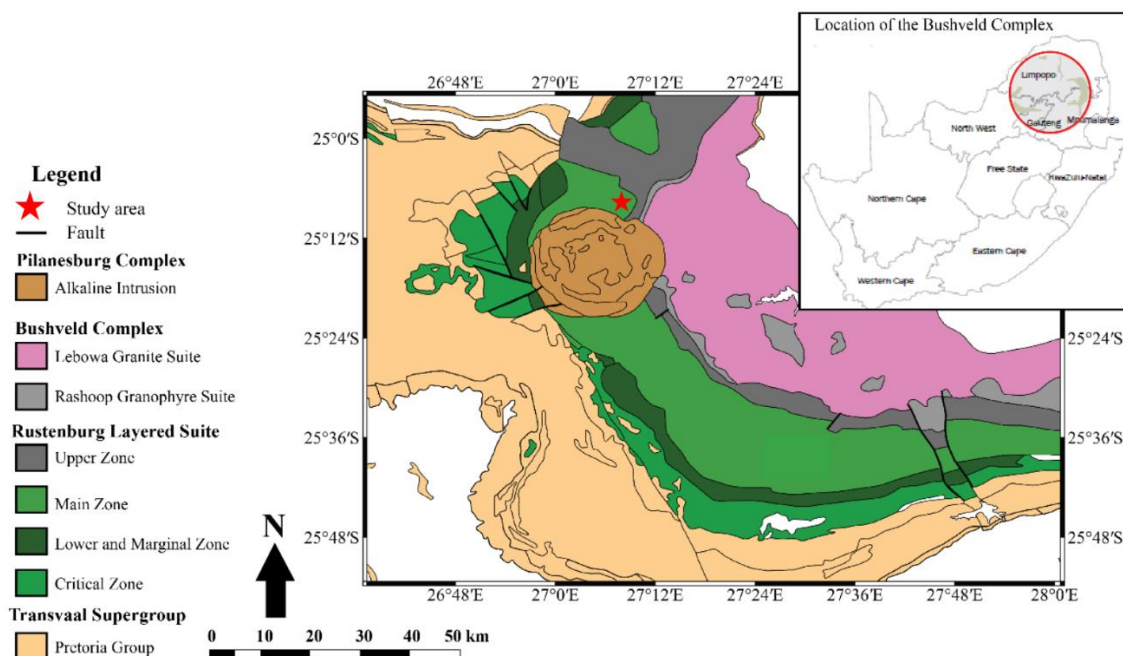 Location of the Bushveld Complex
Limpopo
North West
Gauteng
Mpumalanga
Free State
KwaZulu-Natal
Northern Cape
Eastern Cape
Western Cape
26°48'E 27°0'E 27°12'E 27°24'E
25°0'S
25°12'S
25°24'S 25°24'S
25°36'S 25°36'S
25°48'S 25°48'S
26°48'E 27°0'E 27°12'E 27°24'E 27°36'E 27°48'E 28°0'E
Legend
Study area
Fault
Pilanesburg Complex
Alkaline Intrusion
Bushveld Complex
Lebowa Granite Suite
Rashoop Granophyre Suite
Rustenburg Layered Suite
Upper Zone
Main Zone
Lower and Marginal Zone
Critical Zone
Transvaal Supergroup
Pretoria Group
N
0 10 20 30 40 50 km